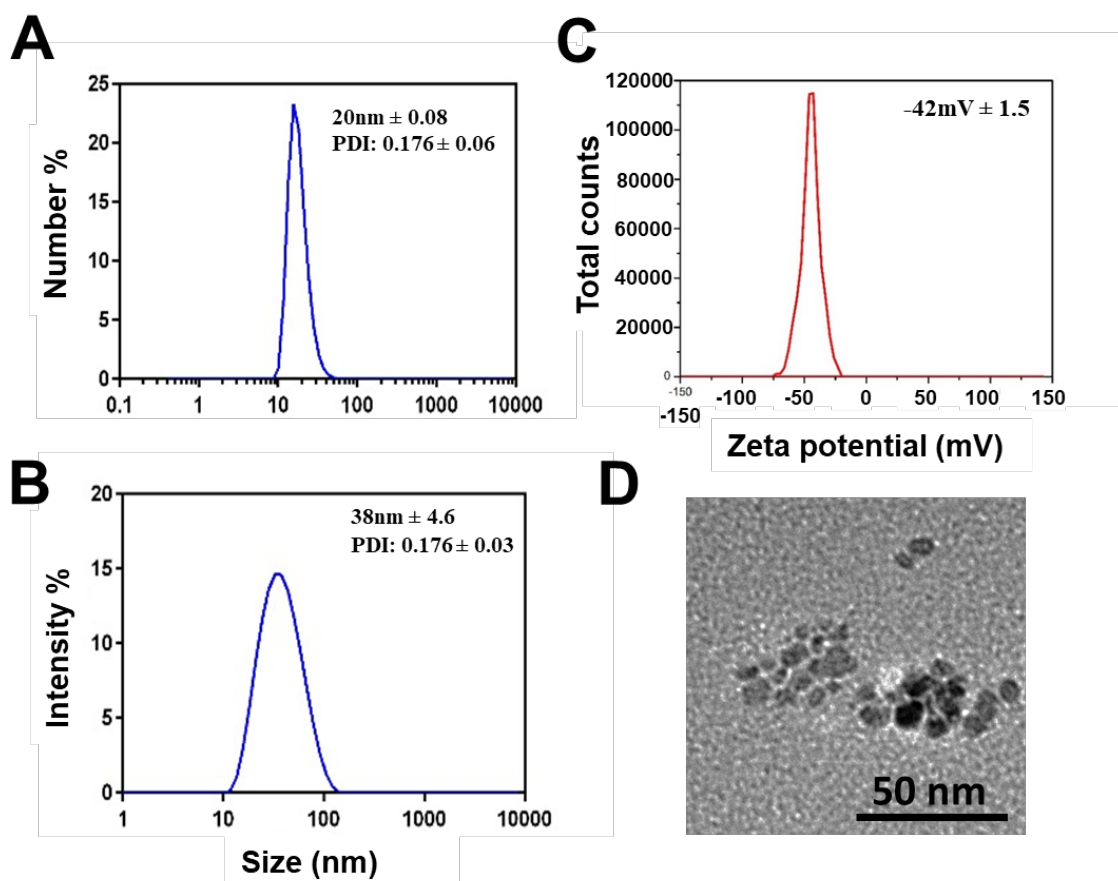 A
25
20
15
10
5
0
Number %
20nm ± 0.08
PDI: 0.176 ± 0.06
0.1 1 10 100 1000 10000
C
120000
100000
80000
60000
40000
20000
0
Total counts
-42mV ± 1.5
-150 -100 -50 0 50 100 150
-150
Zeta potential (mV)
B
20
15
10
5
0
Intensity %
38nm ± 4.6
PDI: 0.176 ± 0.03
1 10 100 1000 10000
Size (nm)
D
50 nm